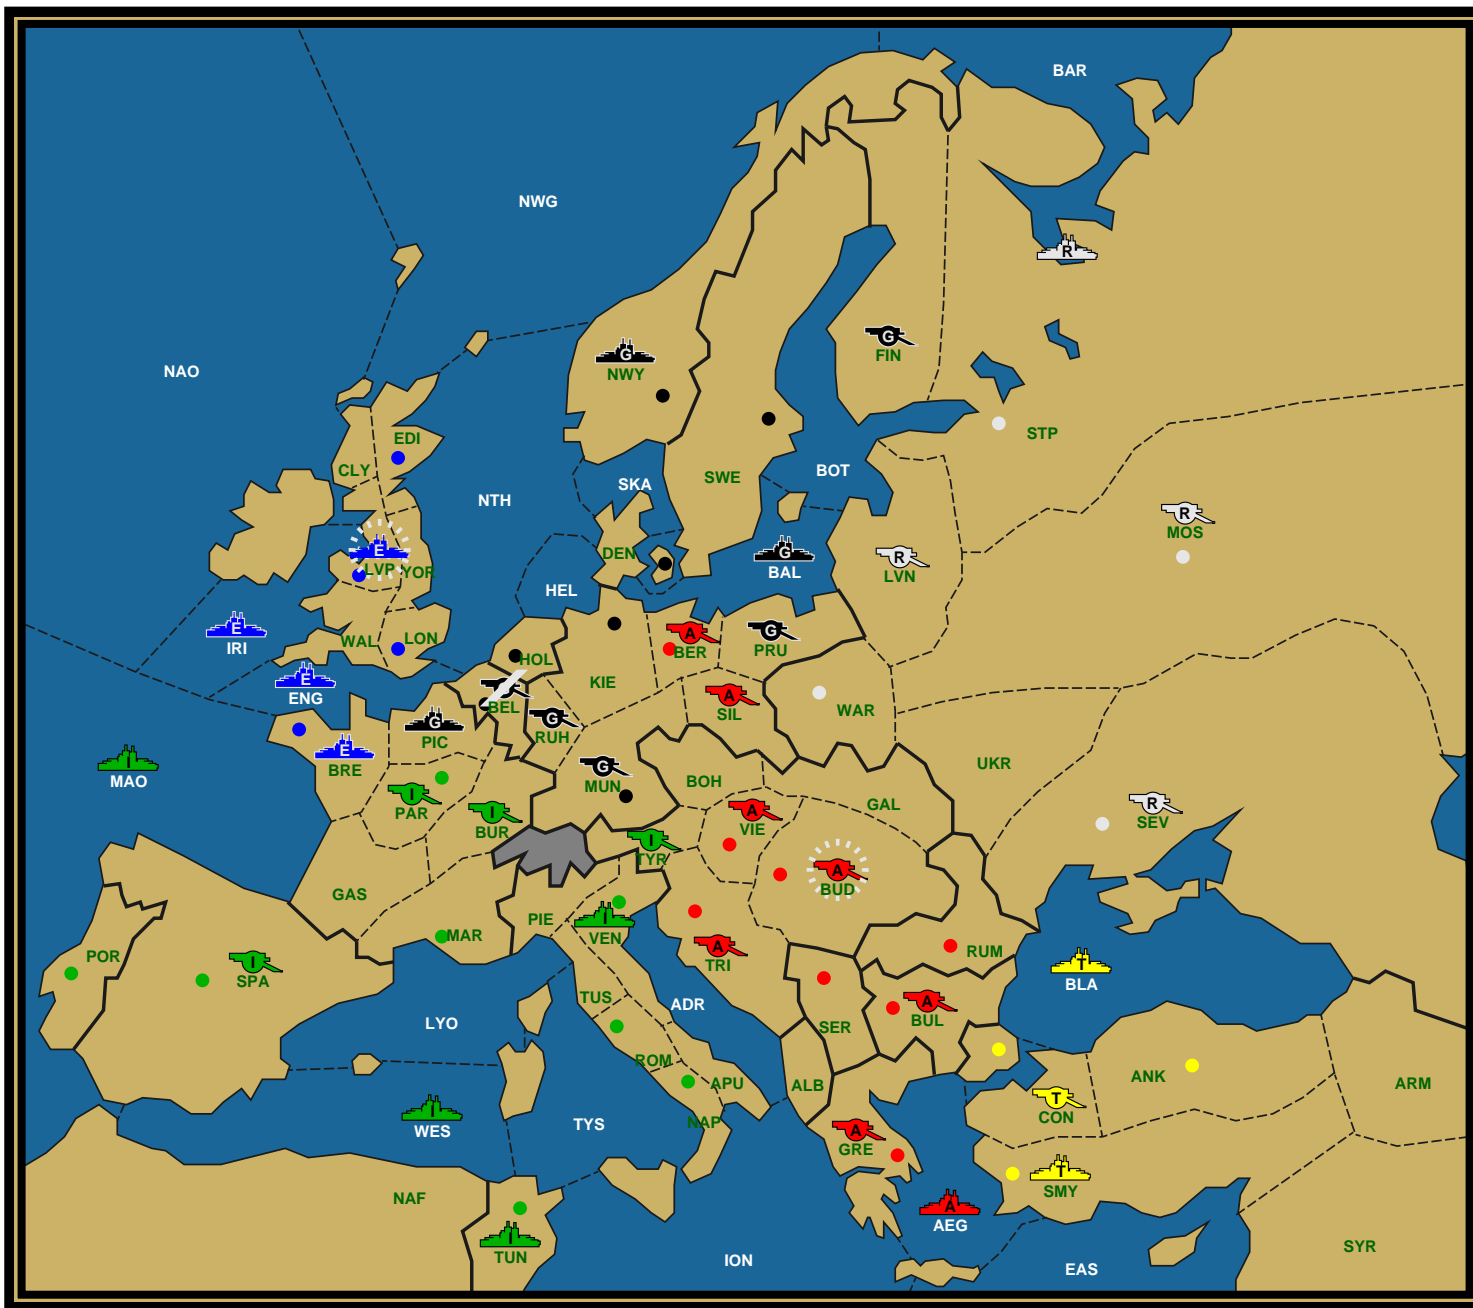 BAR
NWG
R
G
FIN
G
NWY
NAO
EDI
STP
CLY
BOT
SWE
SKA
NTH
R
MOS
E
LVP
YOR
DEN
G
BAL
R
LVN
HEL
E
IRI
WAL
LON
A
BER
G
PRU
HOL
KIE
E
ENG
G
BEL
A
SIL
WAR
G
PIC
G
RUH
E
BRE
I
MAO
UKR
G
MUN
BOH
I
PAR
I
BUR
A
VIE
GAL
R
SEV
I
TYR
A
BUD
GAS
PIE
I
VEN
MAR
A
TRI
RUM
POR
I
SPA
T
BLA
TUS
ADR
LYO
SER
A
BUL
ROM
APU
ALB
ANK
ARM
I
WES
TYS
NAP
T
CON
A
GRE
T
SMY
NAF
A
AEG
I
TUN
ION
EAS
SYR